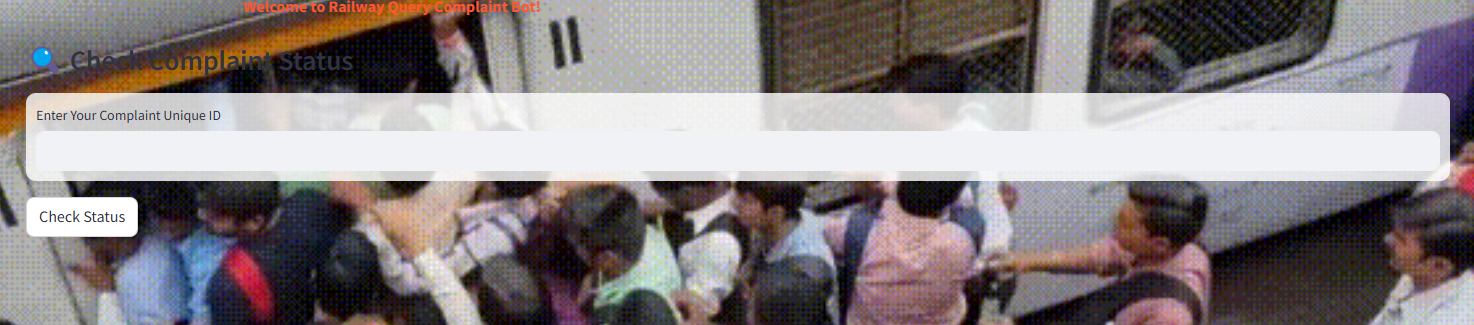 Welcome to Railway Query Complaint Bot!
Check Complaint Status
Enter Your Complaint Unique ID
Check Status